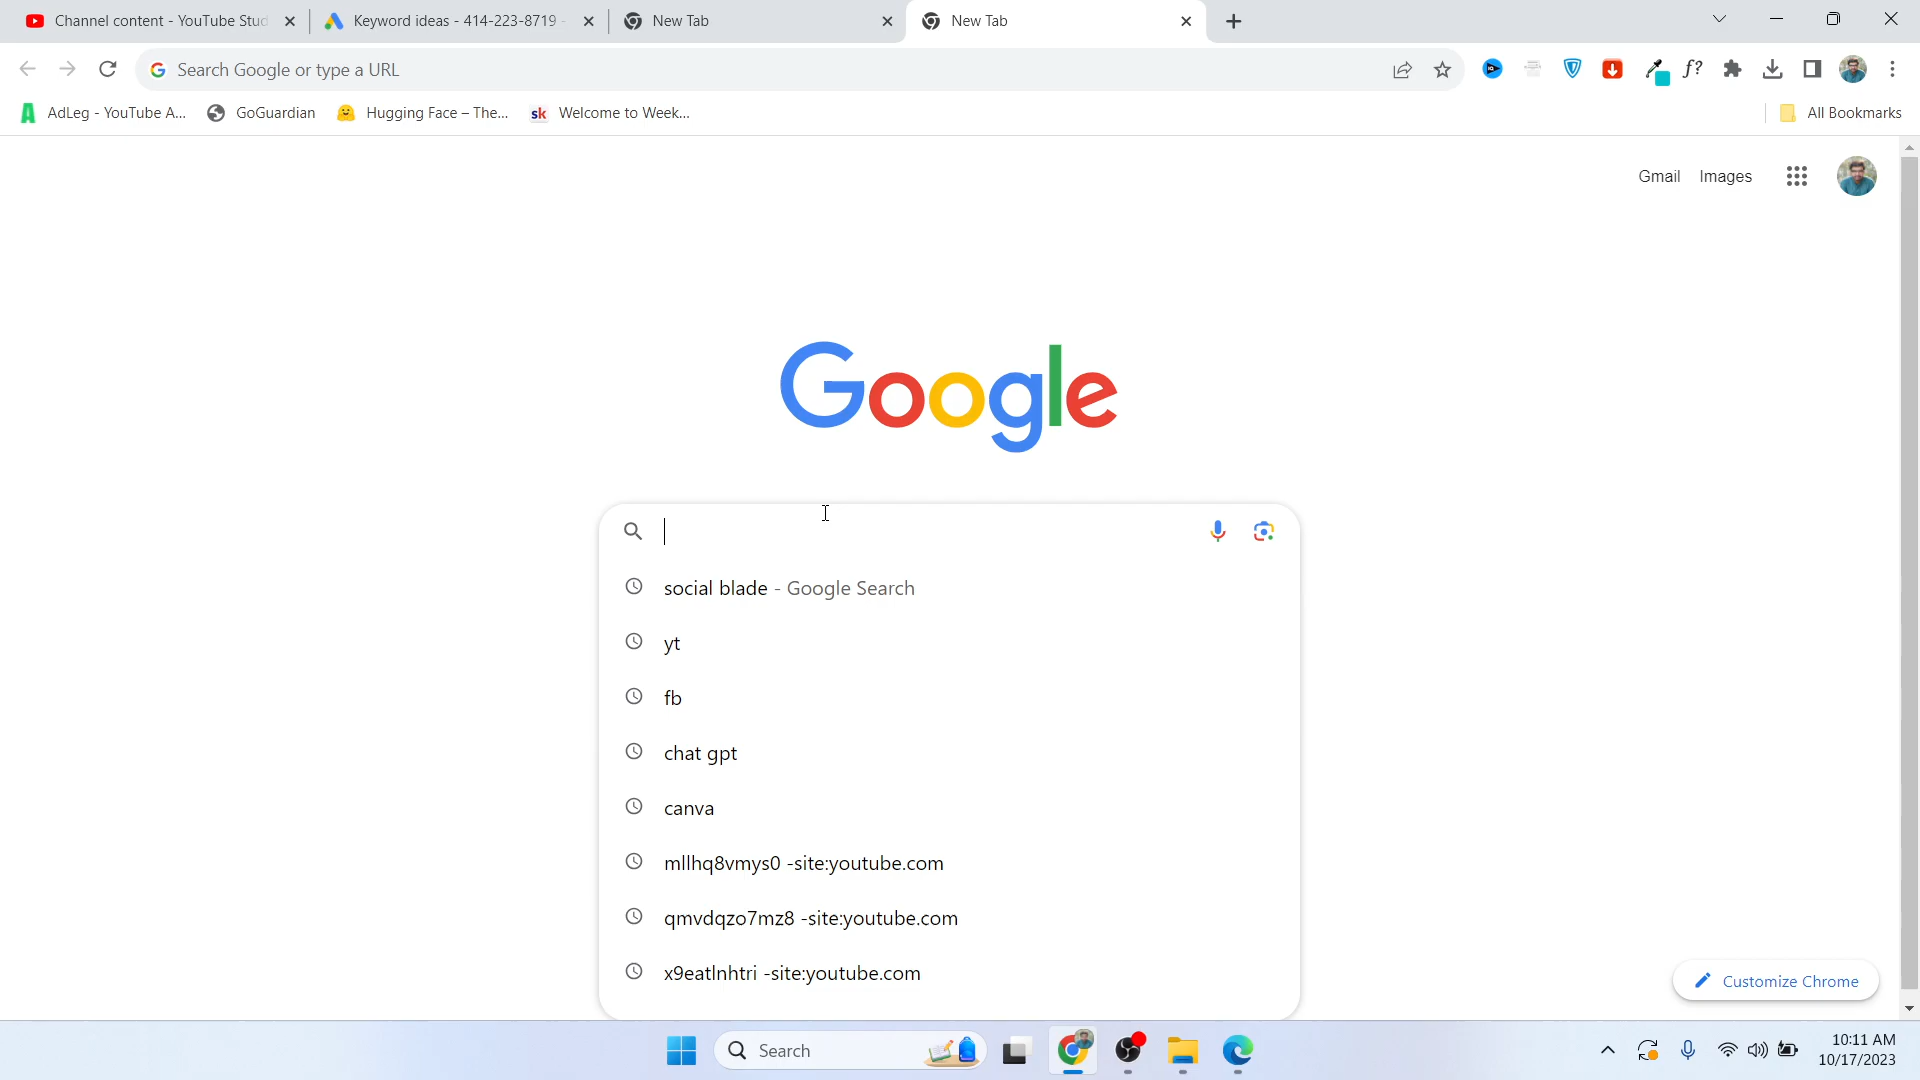 Channel content - YouTube Stud
Keyword ideas - 414-223-8719 -
New Tab
New Tab
Search Google or type a URL
f?
AdLeg - YouTube A...
GoGuardian
Hugging Face – The...
sk Welcome to Week...
All Bookmarks
Gmail Images
Google
social blade - Google Search
yt
fb
chat gpt
canva
mllhq8vmys0 -site:youtube.com
qmvdqzo7mz8 -site:youtube.com
x9eatlnhtri -site:youtube.com
Customize Chrome
Search
10:11 AM
10/17/2023